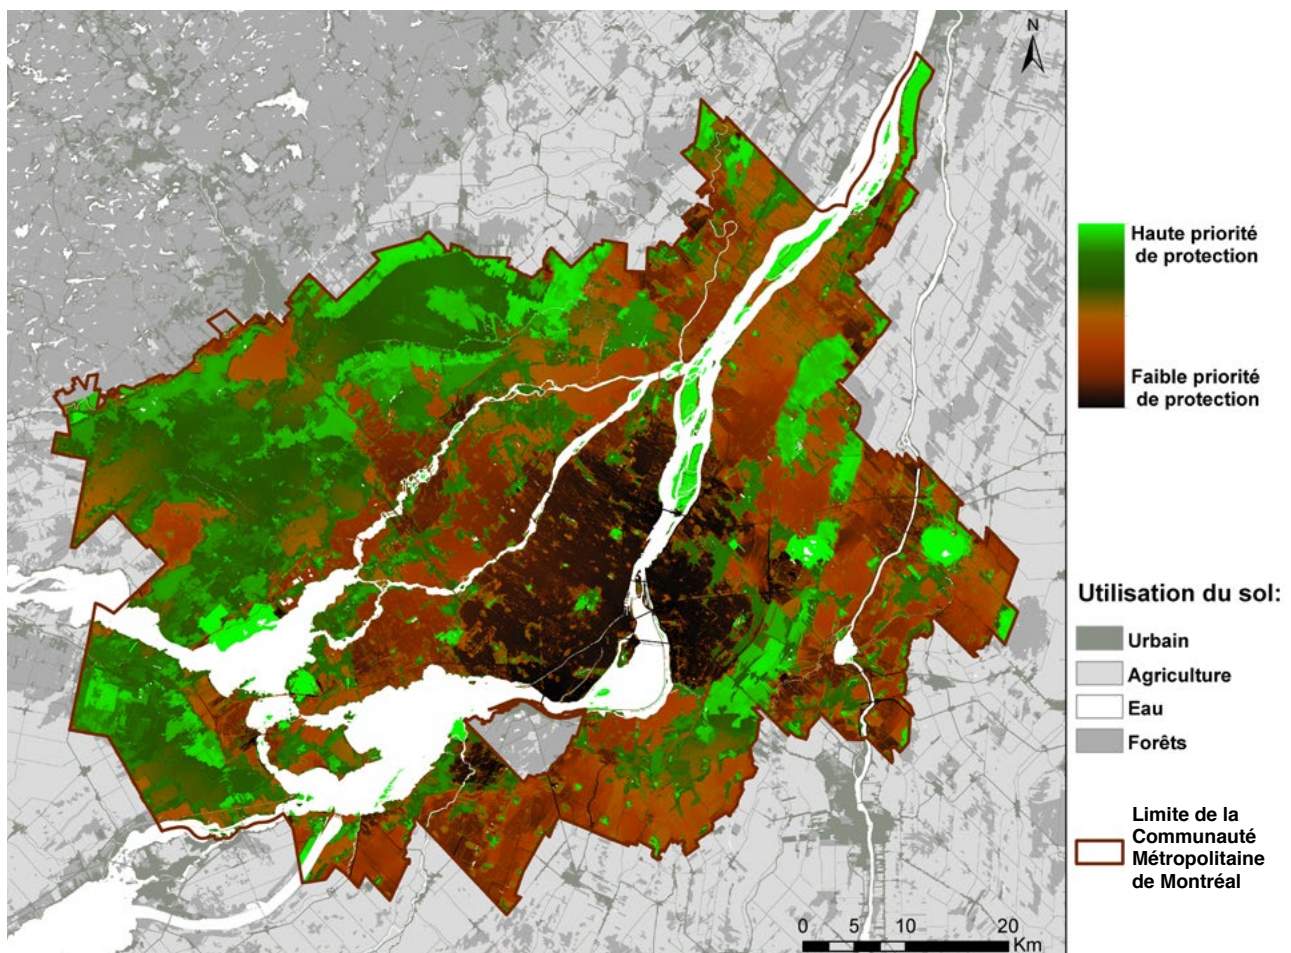 N
Haute priorité
de protection
Faible priorité
de protection
Utilisation du sol:
Urbain
Agriculture
Eau
Forêts
Limite de la
Communauté
Métropolitaine
de Montréal
0 5 10 20
Km